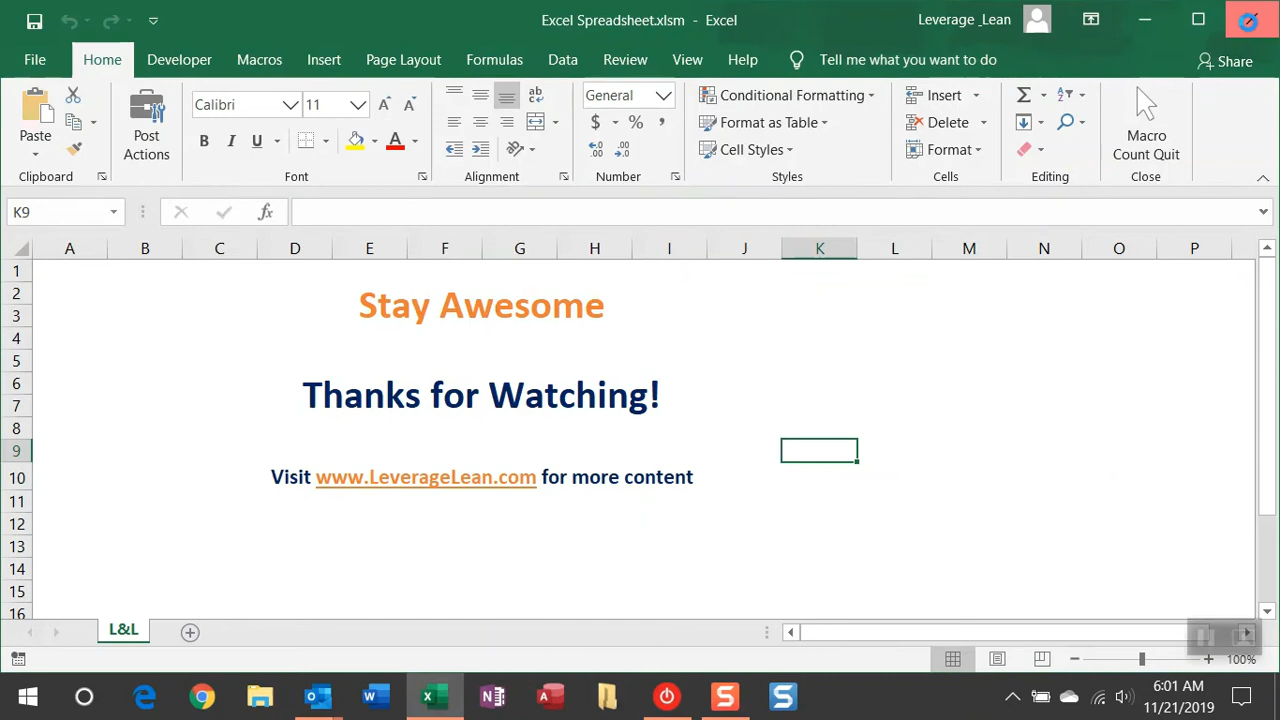 Excel Spreadsheet.xlsm - Excel
Leverage _Lean
File Home Developer Macros Insert Page Layout Formulas Data Review View Help Tell me what you want to do Share
Calibri 11 General Conditional Formatting Insert
Paste Post Actions B I U A $ % , Format as Table Delete Macro Count Quit
Cell Styles Format
Clipboard Font Alignment Number Styles Cells Editing Close
K9 fx
A B C D E F G H I J K L M N O P
1
2
Stay Awesome
3
4
5
6
Thanks for Watching!
7
8
9
10 Visit www.LeverageLean.com for more content
11
12
13
14
15
16
L&L
100%
6:01 AM
11/21/2019